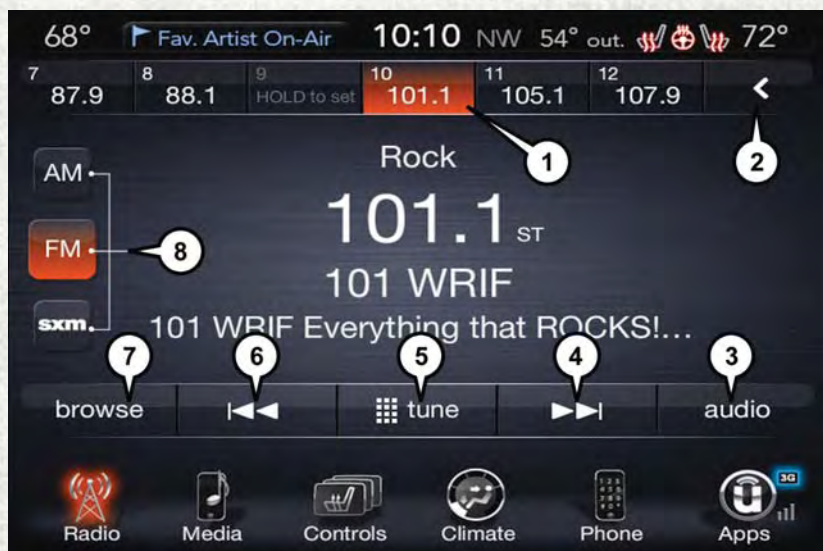 68° Fav. Artist On-Air 10:10 NW 54° out. 72°
7 8 9 10 11 12
87.9 88.1 HOLD to set 101.1 105.1 107.9
1 2
Rock
AM
101.1 ST
FM 8
101 WRIF
sxm
101 WRIF Everything that ROCKS!...
7 6 5 4 3
browse tune audio
3G
Radio Media Controls Climate Phone Apps